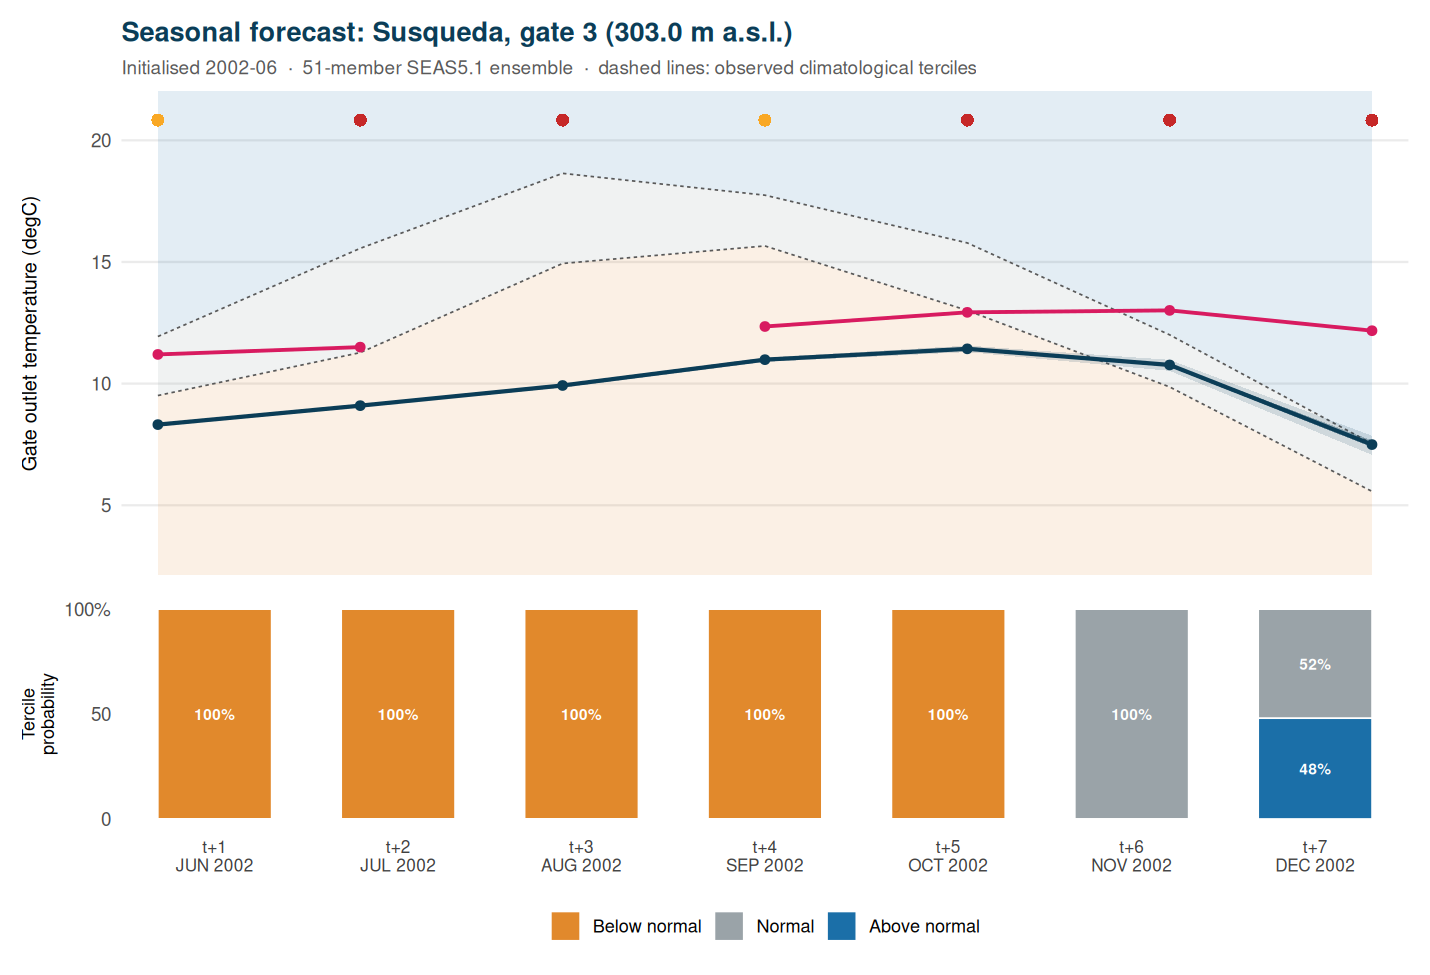 Seasonal forecast: Susqueda, gate 3 (303.0 m a.s.l.)
Initialised 2002-06 · 51-member SEAS5.1 ensemble · dashed lines: observed climatological terciles
Gate outlet temperature (degC)
20
15
10
5
Tercile
probability
100%
50
0
100%
100%
100%
100%
100%
100%
52%
48%
t+1
JUN 2002
t+2
JUL 2002
t+3
AUG 2002
t+4
SEP 2002
t+5
OCT 2002
t+6
NOV 2002
t+7
DEC 2002
Below normal
Normal
Above normal